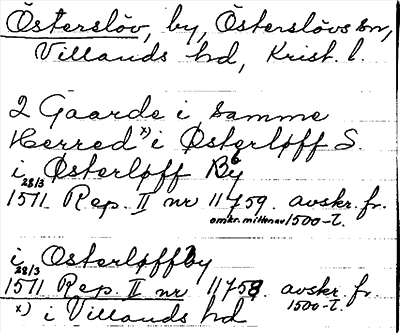 Österslöv, by, Österslövs sn,
Villands hd, Krist. l.
2 Gaarde i samme
Herred x) i Østerløff S.
i Østerløff By
28/3
1571 Rep. II nr 11759. avskr. fr.
omkr. mitten av 1500-t.
i Osterløffby
28/3
1571 Rep. II nr 11758. avskr. fr
1500-t.
x) i Villands hd